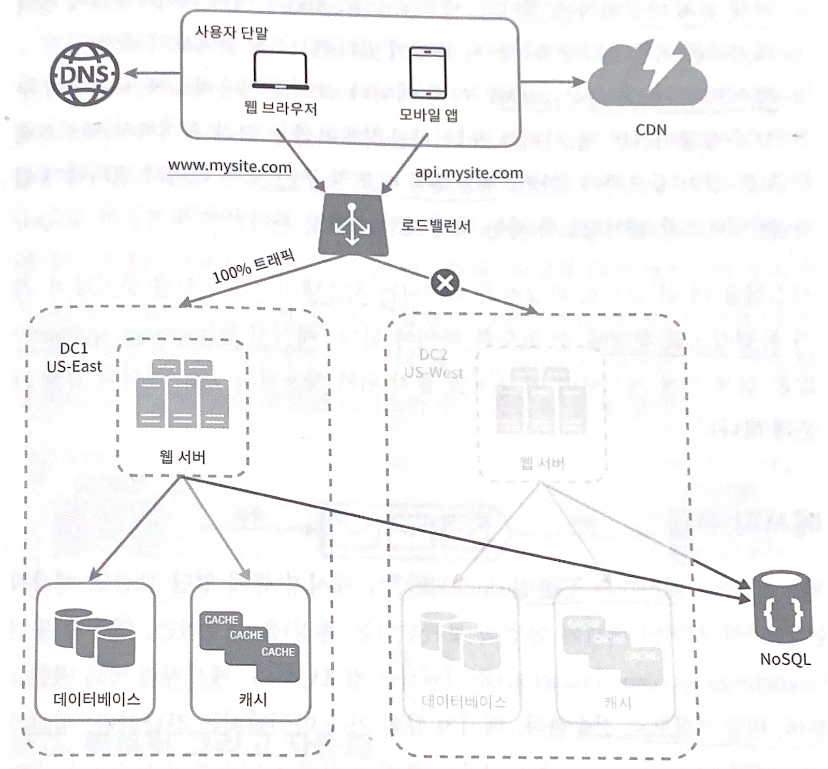 사용자 단말
DNS
웹 브라우저
모바일 앱
CDN
www.mysite.com
api.mysite.com
로드밸런서
100% 트래픽
DC1
US-East
DC2
US-West
웹 서버
웹 서버
CACHE
CACHE
CACHE
데이터베이스
캐시
데이터베이스
캐시
NoSQL